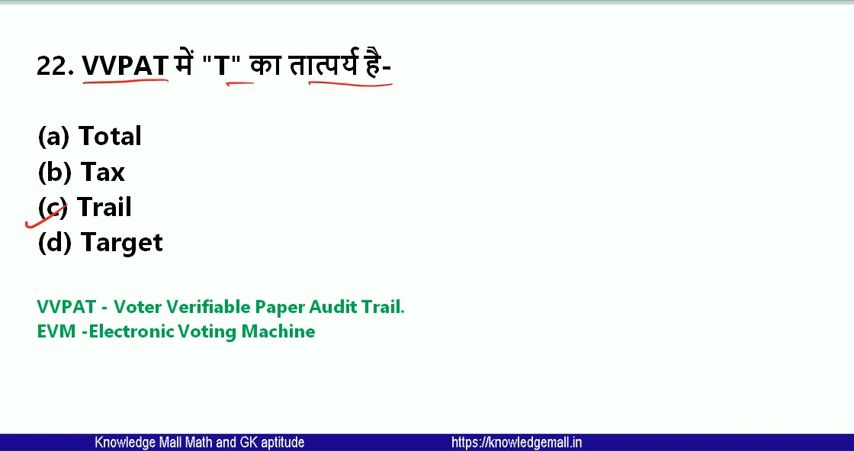 22. VVPAT में "T" का तात्पर्य है-
(a) Total
(b) Tax
(c) Trail
(d) Target
VVPAT - Voter Verifiable Paper Audit Trail.
EVM -Electronic Voting Machine
Knowledge Mall Math and GK aptitude https://knowledgemall.in